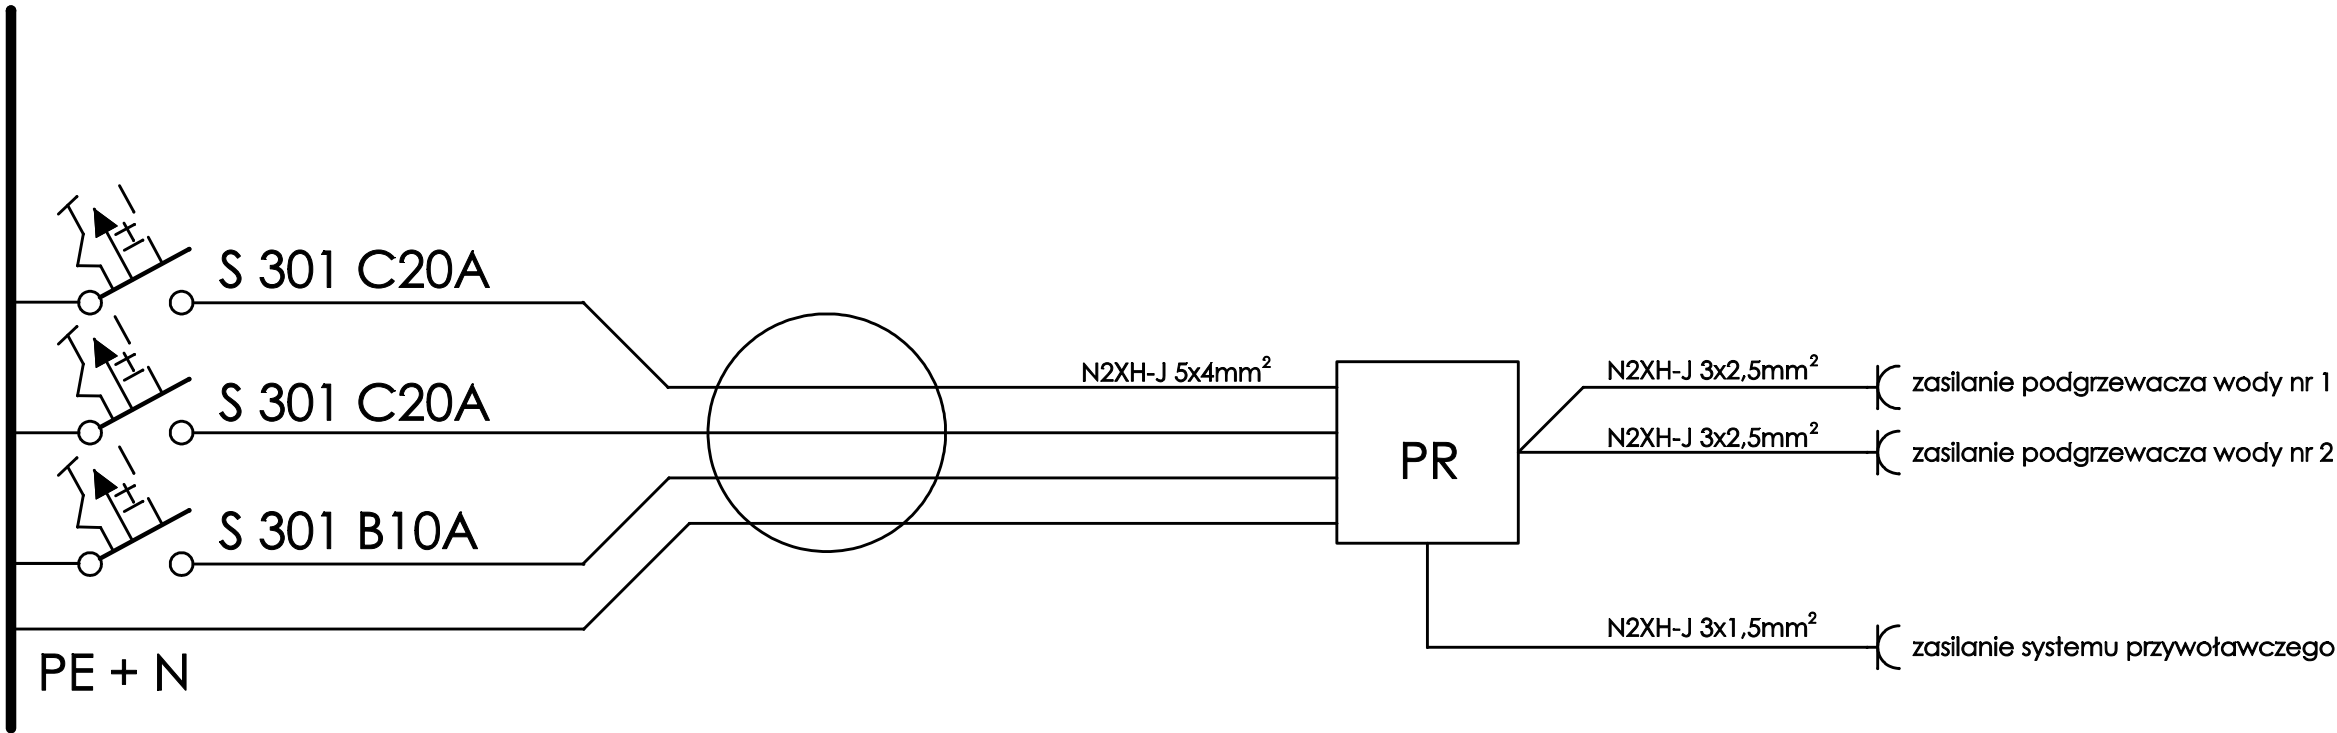 S 301 C20A
S 301 C20A
S 301 B10A
PE + N
N2XH-J 5x4mm²
PR
N2XH-J 3x2,5mm²
zasilanie podgrzewacza wody nr 1
N2XH-J 3x2,5mm²
zasilanie podgrzewacza wody nr 2
N2XH-J 3x1,5mm²
zasilanie systemu przywoławczego